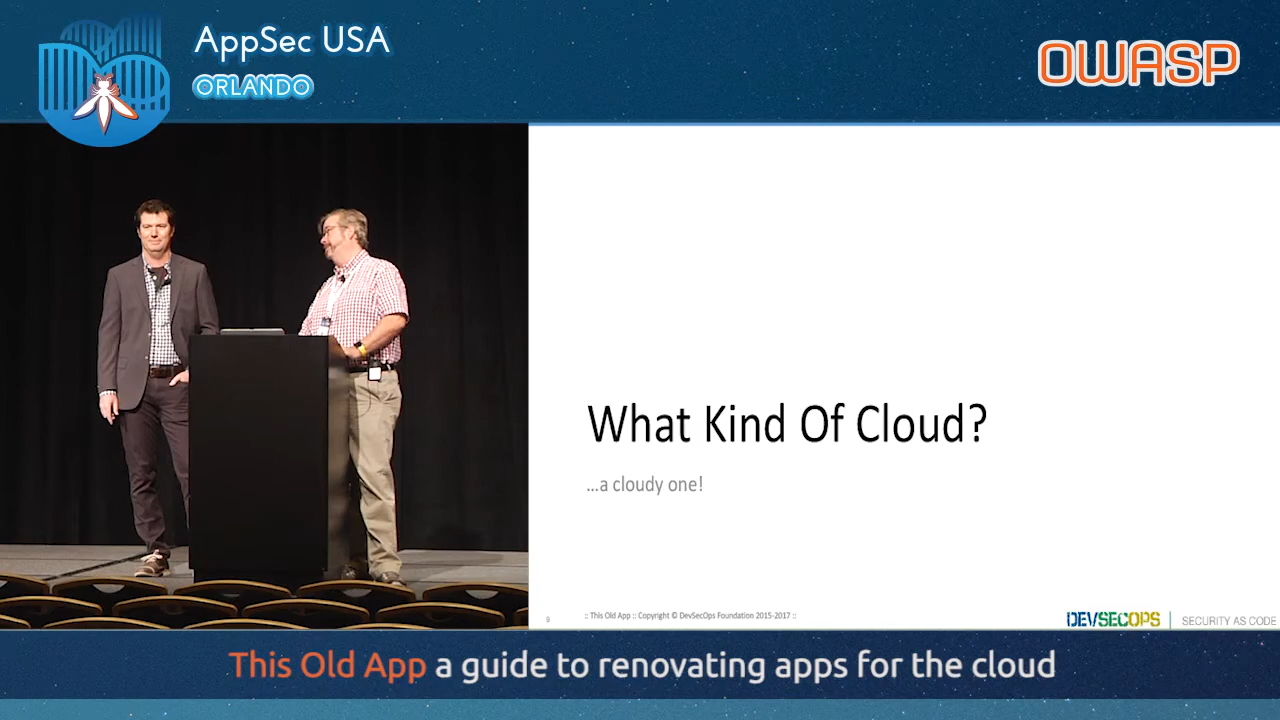 AppSec USA
ORLANDO
OWASP
What Kind Of Cloud?
...a cloudy one!
9
:: This Old App :: Copyright © DevSecOps Foundation 2015-2017 ::
DEVSECOPS | SECURITY AS CODE
This Old App a guide to renovating apps for the cloud